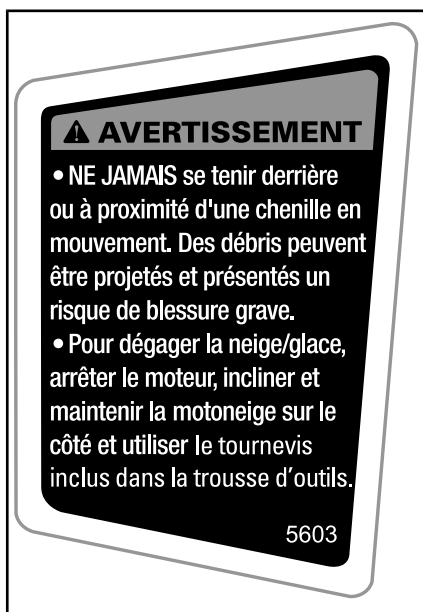 ⚠ AVERTISSEMENT
• NE JAMAIS se tenir derrière
ou à proximité d'une chenille en
mouvement. Des débris peuvent
être projetés et présentés un
risque de blessure grave.
• Pour dégager la neige/glace,
arrêter le moteur, incliner et
maintenir la motoneige sur le
côté et utiliser le tournevis
inclus dans la trousse d'outils.
5603